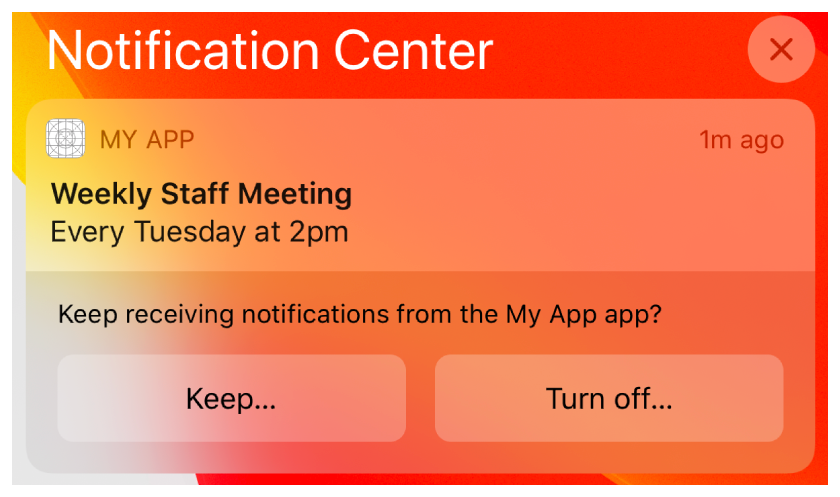 Notification Center
MY APP 1m ago
Weekly Staff Meeting
Every Tuesday at 2pm
Keep receiving notifications from the My App app?
Keep... Turn off...